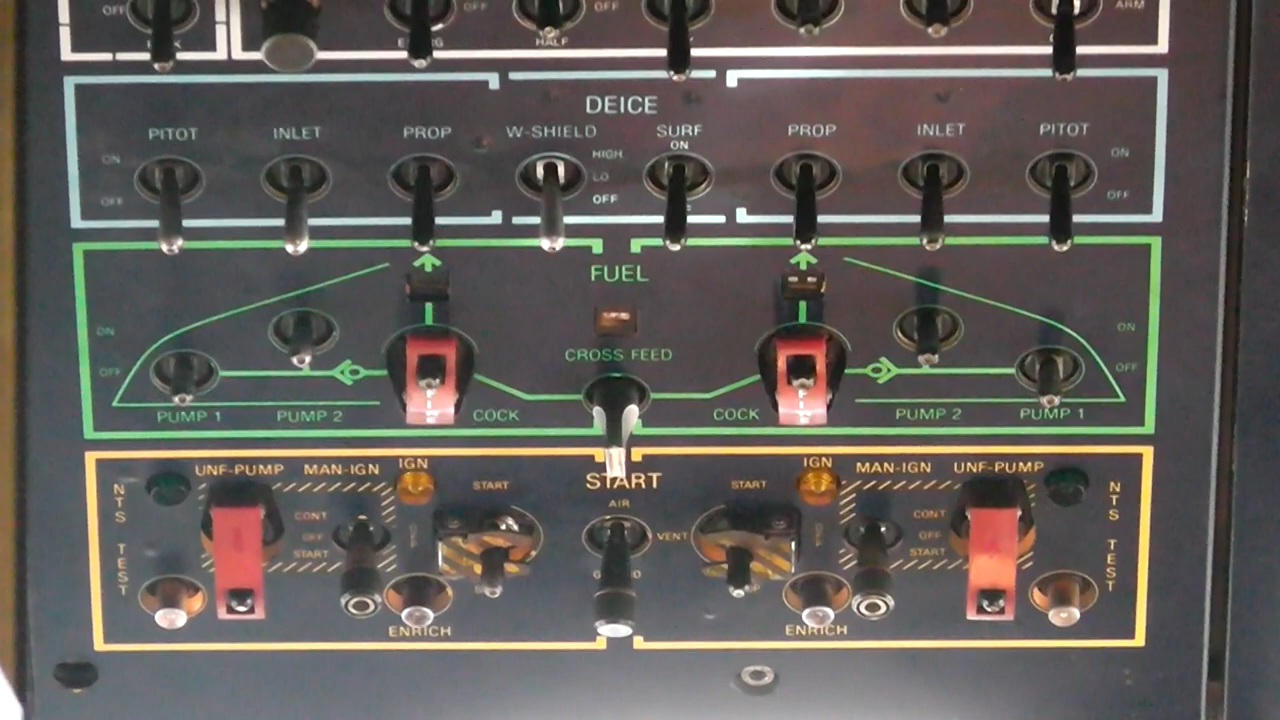 OFF
OFF
OFF
ARM
HALF
DEICE
PITOT INLET PROP W-SHIELD SURF PROP INLET PITOT
ON
ON HIGH ON
LO
OFF OFF OFF
FUEL
ON ON
CROSS FEED
OFF OFF
PUMP 1 PUMP 2 COCK COCK PUMP 2 PUMP 1
UNF-PUMP MAN-IGN IGN START IGN MAN-IGN UNF-PUMP
START START
NTS TEST CONT AIR CONT NTS TEST
OFF VENT OFF
START START
ENRICH ENRICH